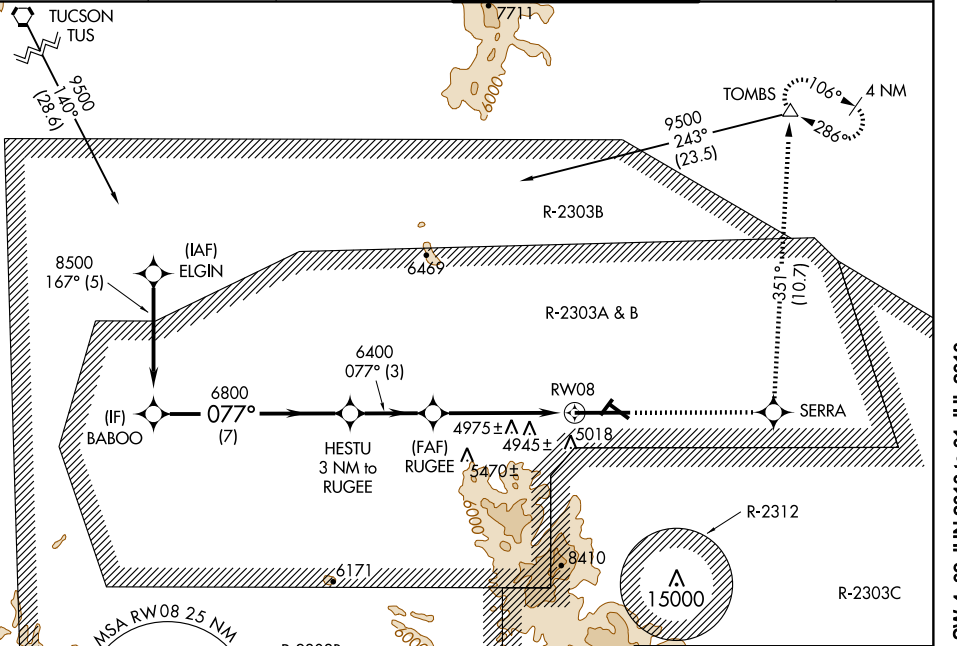 TUCSON
TUS
7711
6000
9500
140°
(28.6)
TOMBS
106°
286°
4 NM
9500
243°
(23.5)
R-2303B
(IAF)
ELGIN
8500
167° (5)
6469
351°
(10.7)
R-2303A & B
6400
077° (3)
6800
077°
(7)
(IF)
BABOO
HESTU
3 NM to
RUGEE
(FAF)
RUGEE
RW08
SERRA
4975±
4945±
5018
5470±
6000
R-2312
8410
6171
15000
R-2303C
MSA RW08 25 NM
6000